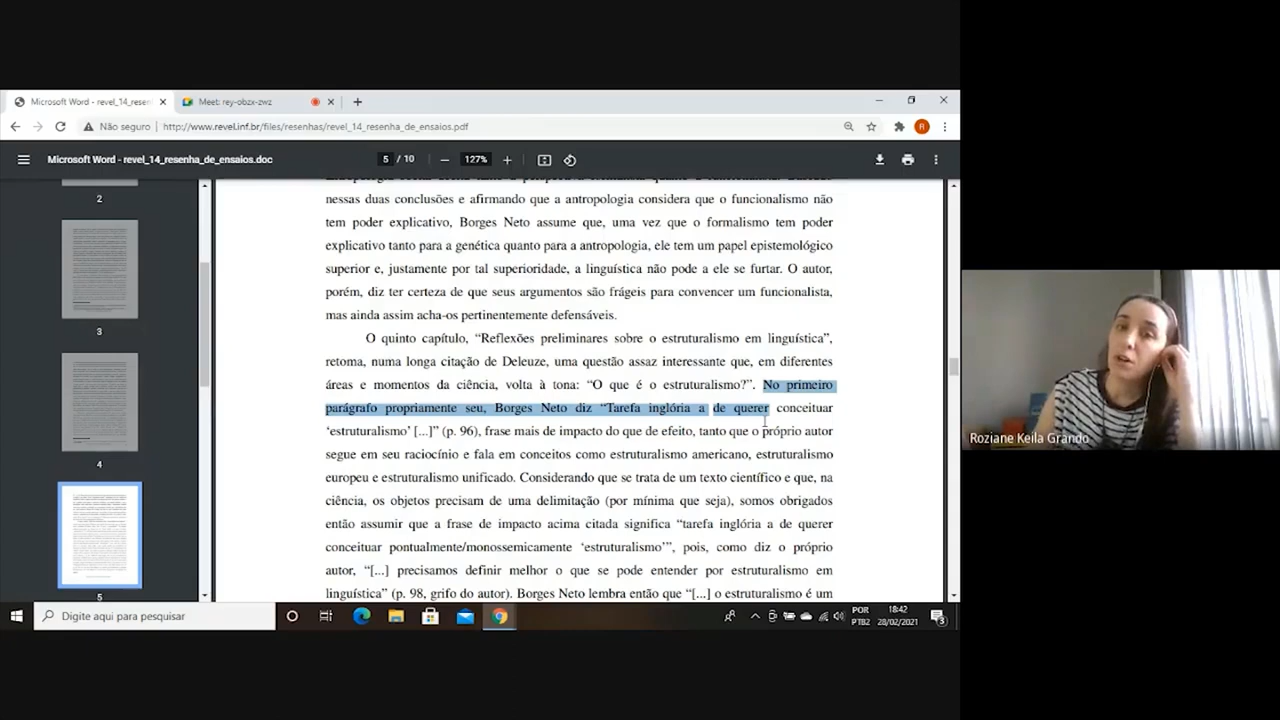 Microsoft Word - revel_14_resen
Meet: rey-obzx-zwz
Não seguro
http://www.revel.inf.br/files/resenhas/revel_14_resenha_de_ensaios.pdf
R
Microsoft Word - revel_14_resenha_de_ensaios.doc
5 / 10
127%
2
3
4
5
nessas duas conclusões e afirmando que a antropologia considera que o funcionalismo não
tem poder explicativo, Borges Neto assume que, uma vez que o formalismo tem poder
explicativo tanto para a genética quanto para a antropologia, ele tem um papel epistemológico
superior e, justamente por tal superioridade, a linguística não pode a ele se furtar. O autor,
porém, diz ter certeza de que seus argumentos são frágeis para convencer um funcionalista,
mas ainda assim acha-os pertinentemente defensáveis.
O quinto capítulo, “Reflexões preliminares sobre o estruturalismo em linguística”,
retoma, numa longa citação de Deleuze, uma questão assaz interessante que, em diferentes
áreas e momentos da ciência, volta à tona: “O que é o estruturalismo?”. No primeiro
parágrafo propriamente seu, Borges Neto diz “Tarefa inglória a de querer conceituar
‘estruturalismo’ [...]” (p. 96), frase mais de impacto do que de efeito, tanto que o próprio autor
segue em seu raciocínio e fala em conceitos como estruturalismo americano, estruturalismo
europeu e estruturalismo unificado. Considerando que se trata de um texto científico e que, na
ciência, os objetos precisam de uma delimitação (por mínima que seja), somos obrigados
então assumir que a frase de impacto acima citada significa “tarefa inglória a de querer
conceituar pontualmente/monossemicamente ‘estruturalismo’”, pois, como diz o próprio
autor, “[...] precisamos definir melhor o que se pode entender por estruturalismo em
linguística” (p. 98, grifo do autor). Borges Neto lembra então que “[...] o estruturalismo é um
Roziane Keila Grando
Digite aqui para pesquisar
POR
PTB2
18:42
28/02/2021
3